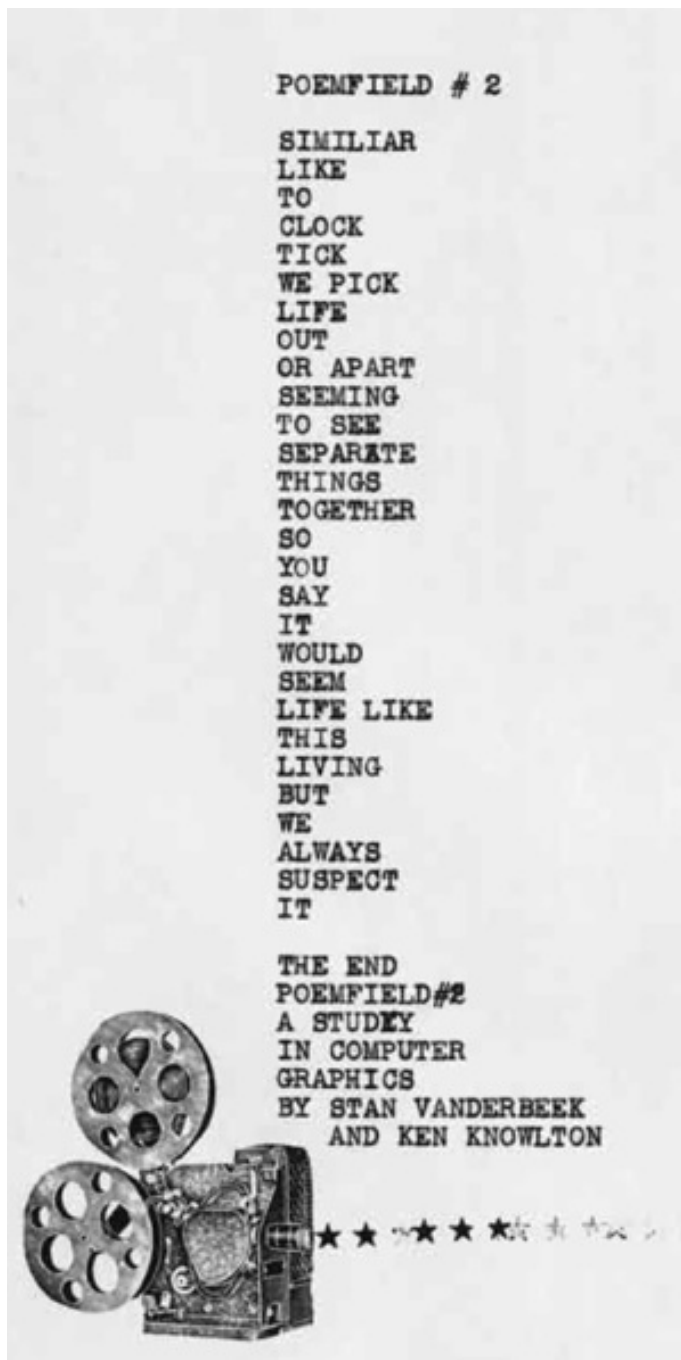 POEMFIELD # 2
SIMILIAR
LIKE
TO
CLOCK
TICK
WE PICK
LIFE
OUT
OR APART
SEEMING
TO SEE
SEPARATE
THINGS
TOGETHER
SO
YOU
SAY
IT
WOULD
SEEM
LIFE LIKE
THIS
LIVING
BUT
WE
ALWAYS
SUSPECT
IT
THE END
POEMFIELD#2
A STUDY
IN COMPUTER
GRAPHICS
BY STAN VANDERBEEK
AND KEN KNOWLTON